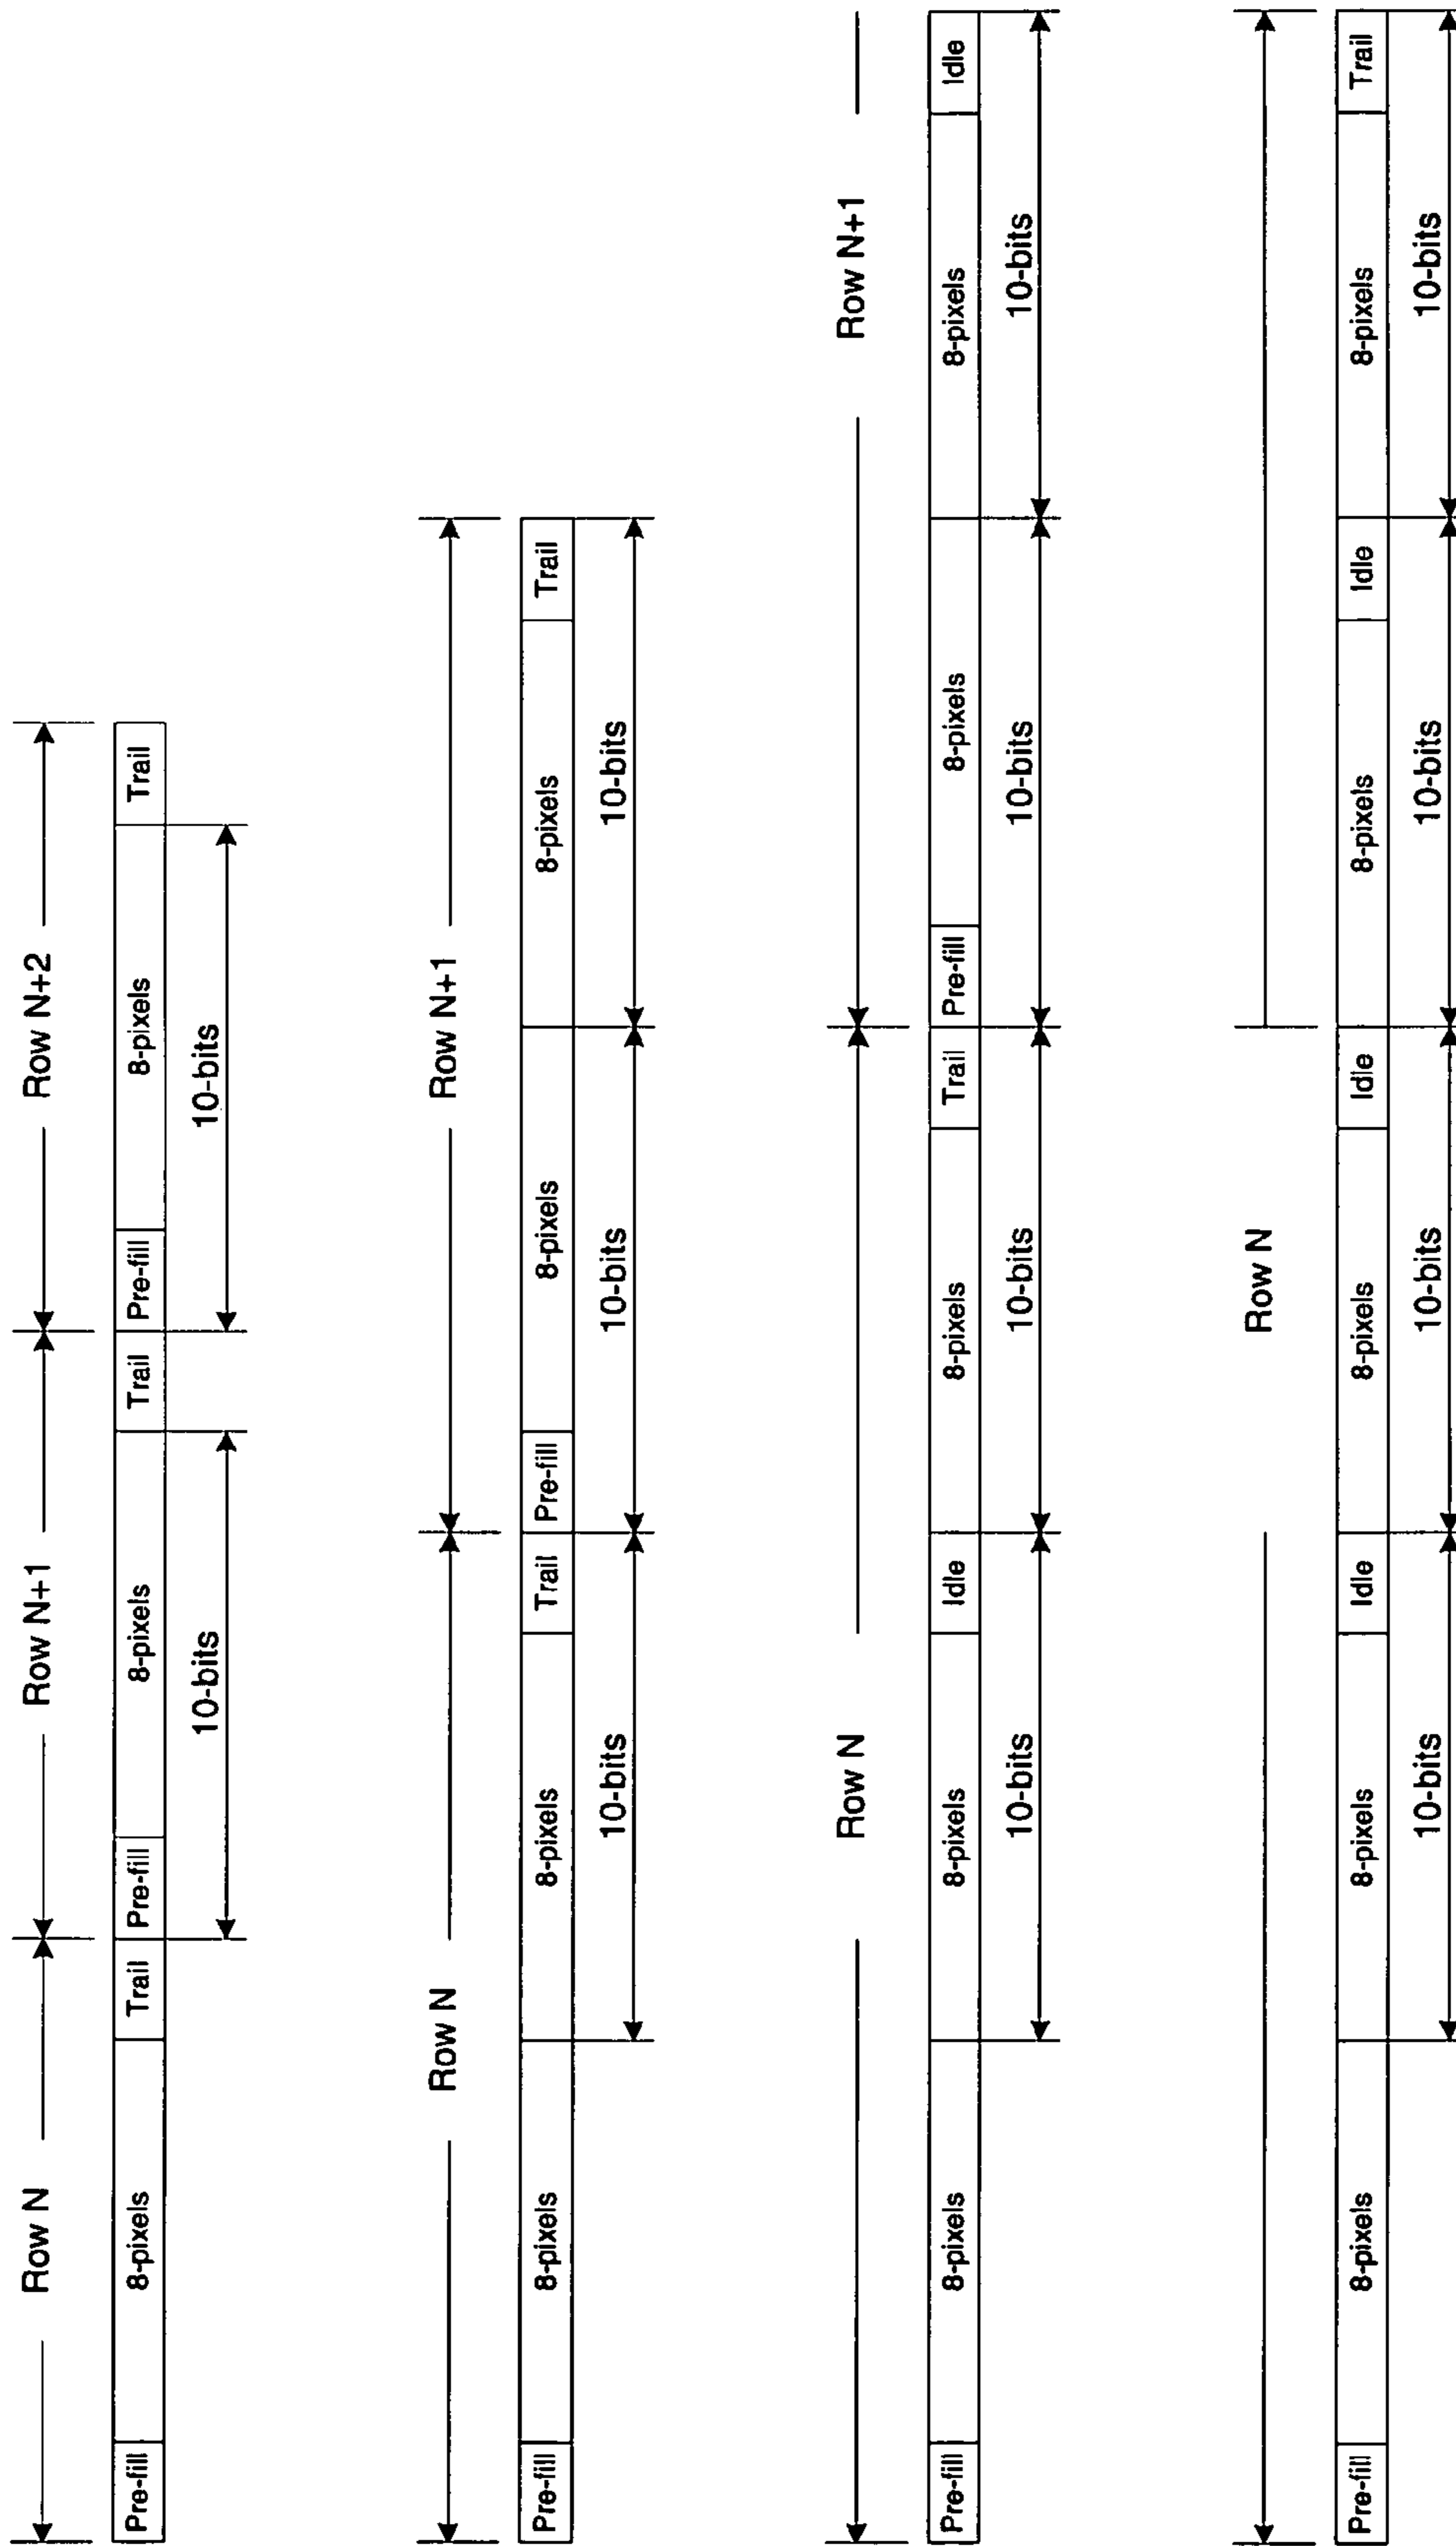 Row N Row N+1 Row N+2
Pre-fill 8-pixels Trail Pre-fill 8-pixels Trail Pre-fill 8-pixels Trail
10-bits 10-bits
Row N Row N+1
Pre-fill 8-pixels 8-pixels Trail Pre-fill 8-pixels 8-pixels Trail
10-bits 10-bits 10-bits
Row N Row N+1
Pre-fill 8-pixels 8-pixels Idle 8-pixels Trail Pre-fill 8-pixels 8-pixels Idle
10-bits 10-bits 10-bits 10-bits
Row N
Pre-fill 8-pixels 8-pixels Idle 8-pixels Idle 8-pixels Idle 8-pixels Trail
10-bits 10-bits 10-bits 10-bits